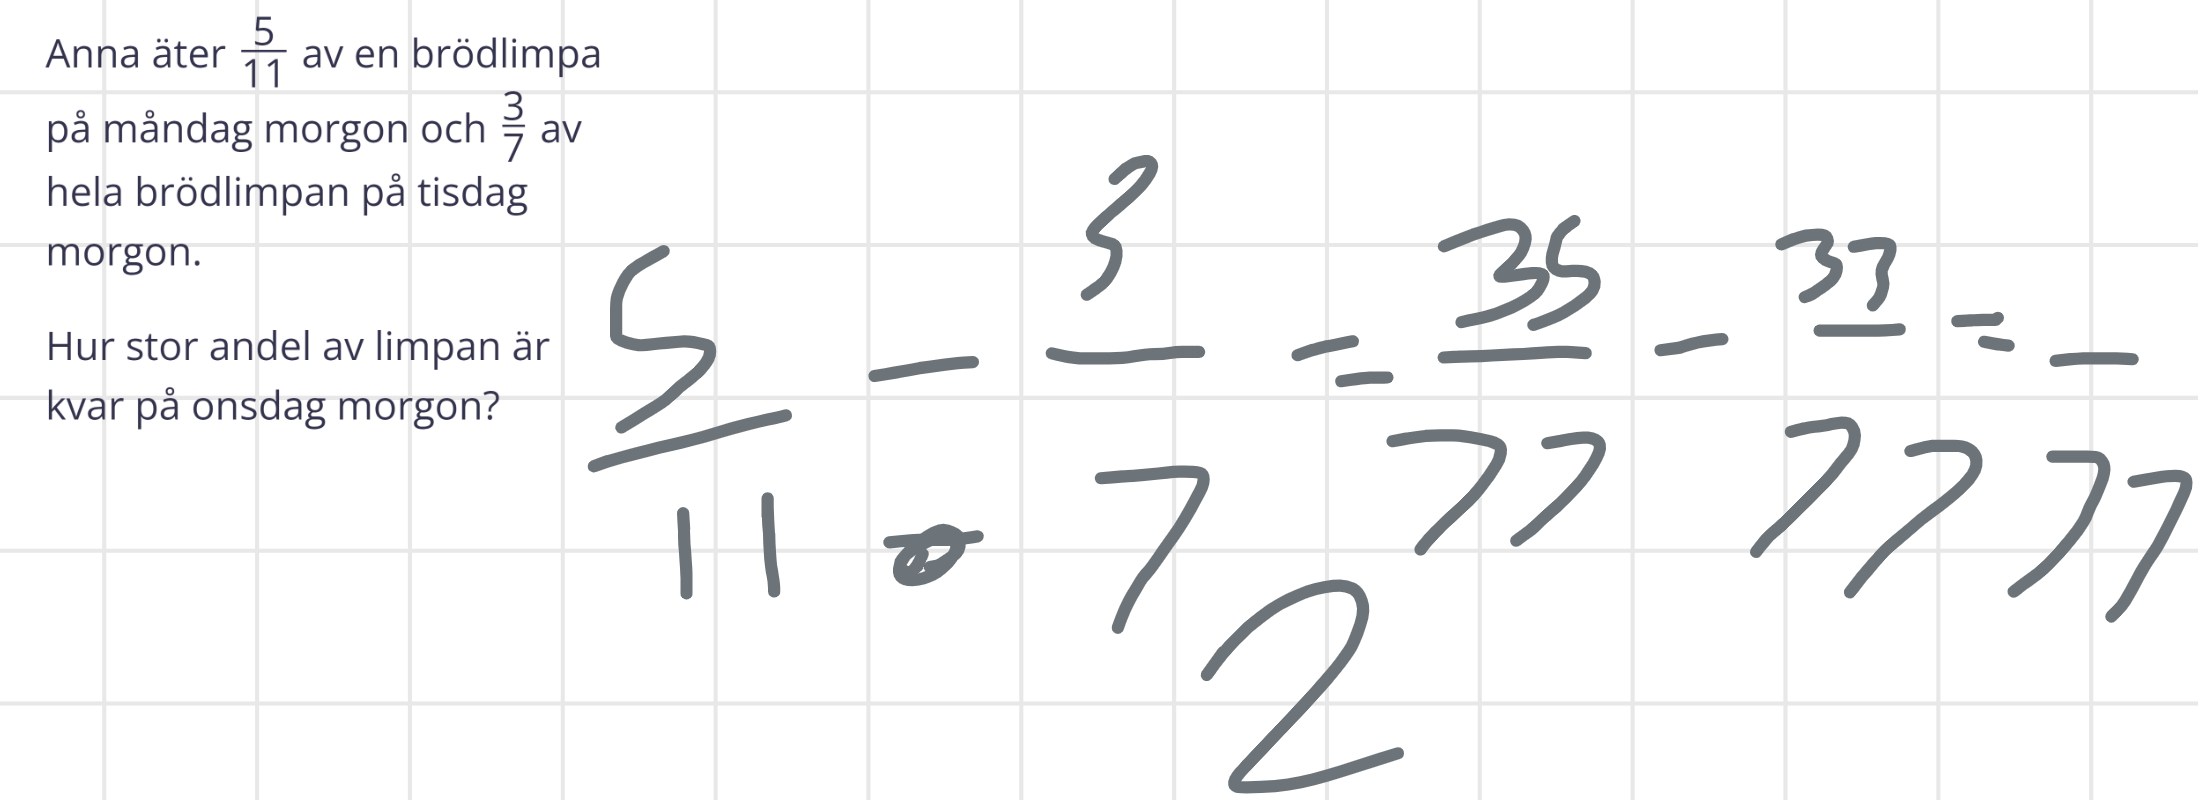 Anna äter 5/11 av en brödlimpa
på måndag morgon och 3/7 av
hela brödlimpan på tisdag
morgon.
Hur stor andel av limpan är
kvar på onsdag morgon?
5/11 - 3/7 = 35/77 - 33/77 = /77
2